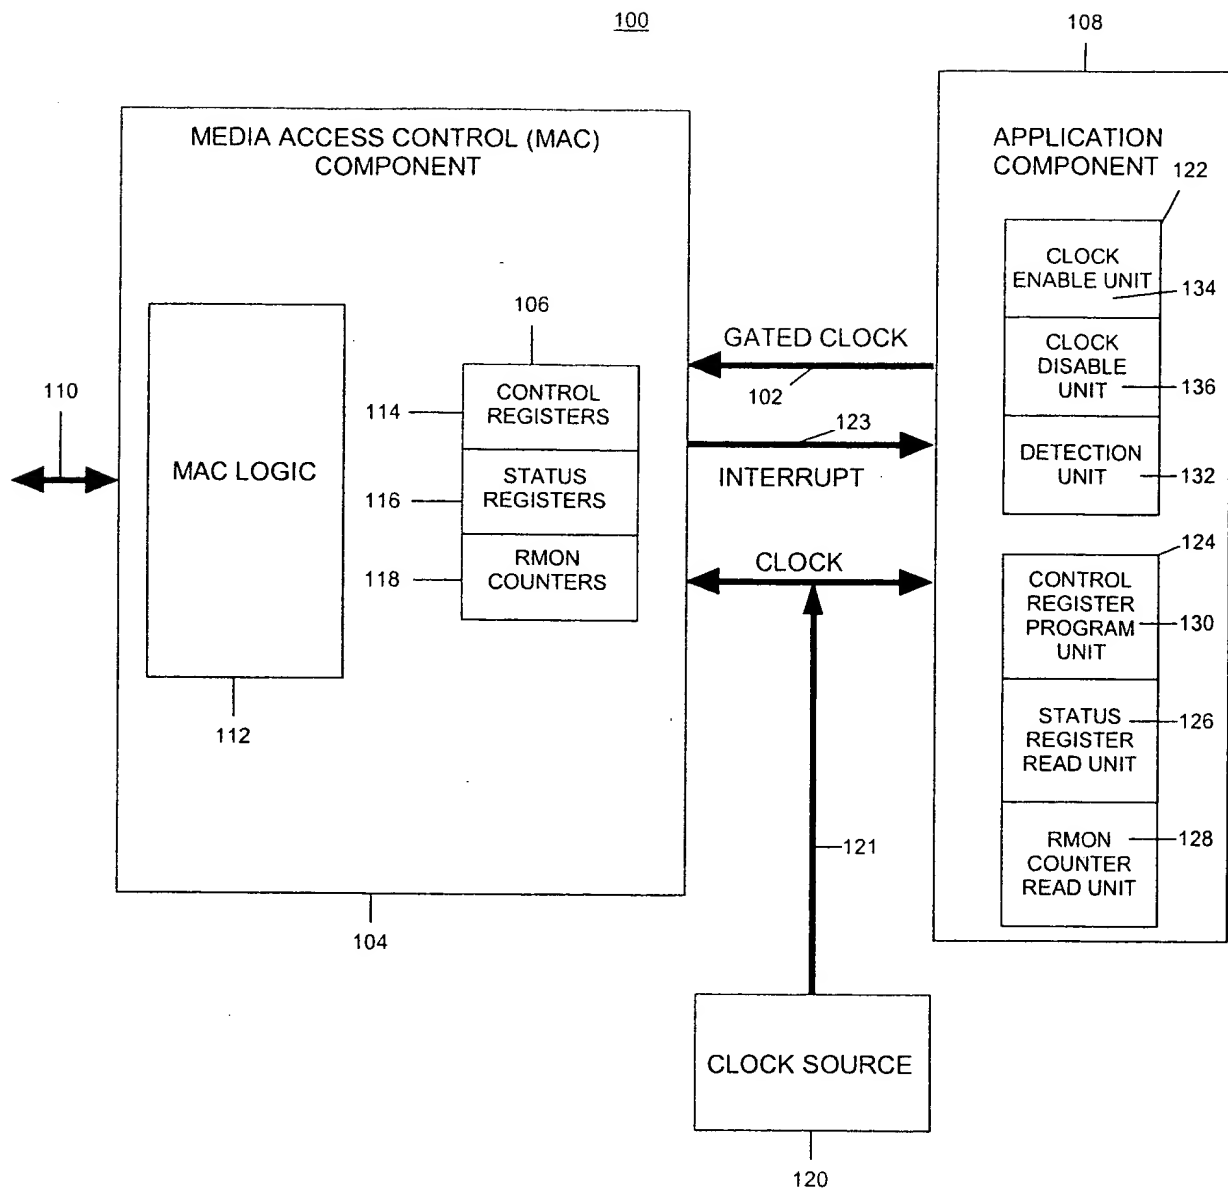 100
108
MEDIA ACCESS CONTROL (MAC)
COMPONENT
APPLICATION
COMPONENT
122
CLOCK
ENABLE UNIT
134
106
GATED CLOCK
102
CLOCK
DISABLE
UNIT
136
110
114
CONTROL
REGISTERS
123
MAC LOGIC
INTERRUPT
DETECTION
UNIT
132
116
STATUS
REGISTERS
118
RMON
COUNTERS
CLOCK
124
CONTROL
REGISTER
PROGRAM
UNIT
130
112
STATUS
REGISTER
READ UNIT
126
121
RMON
COUNTER
READ UNIT
128
104
CLOCK SOURCE
120